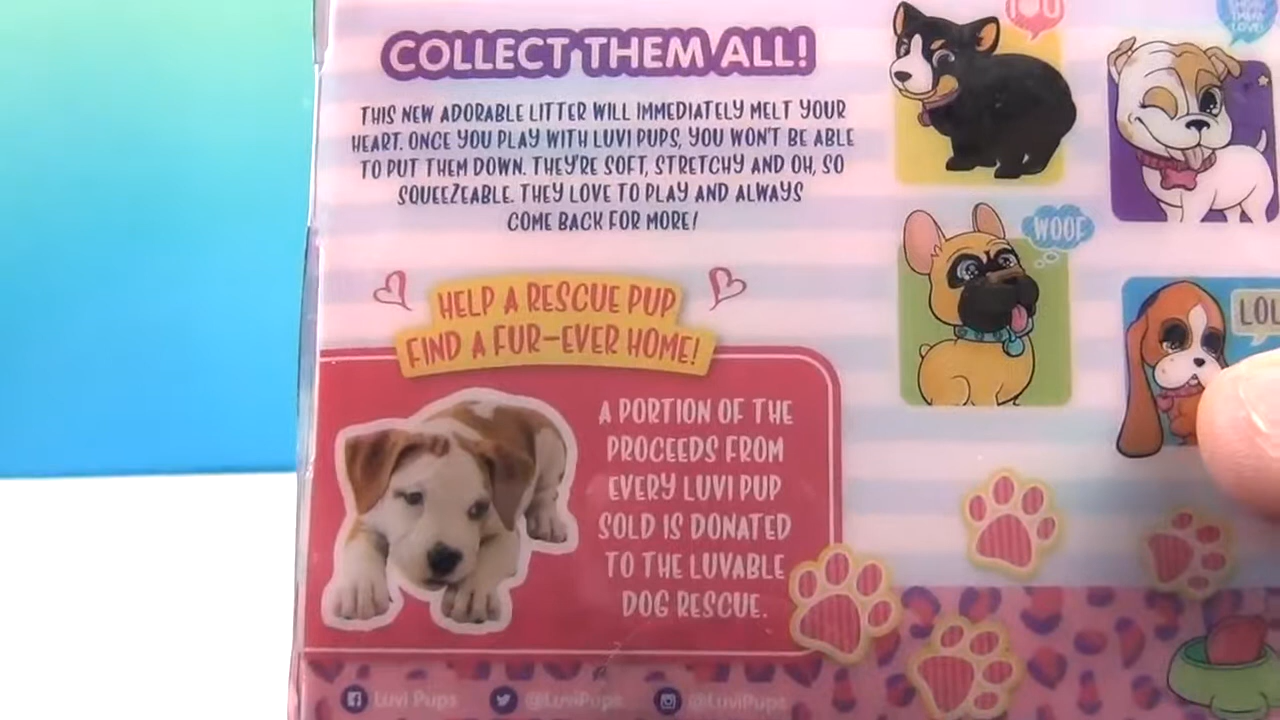 COLLECT THEM ALL!
THIS NEW ADORABLE LITTER WILL IMMEDIATELY MELT YOUR
HEART. ONCE YOU PLAY WITH LUVI PUPS, YOU WON'T BE ABLE
TO PUT THEM DOWN. THEY'RE SOFT, STRETCHY AND OH, SO
SQUEEZEABLE. THEY LOVE TO PLAY AND ALWAYS
COME BACK FOR MORE!
HELP A RESCUE PUP
FIND A FUR-EVER HOME!
A PORTION OF THE
PROCEEDS FROM
EVERY LUVI PUP
SOLD IS DONATED
TO THE LUVABLE
DOG RESCUE.
Luvi Pups @LuviPups @LuviPups
LOVE!
WOOF
LOL